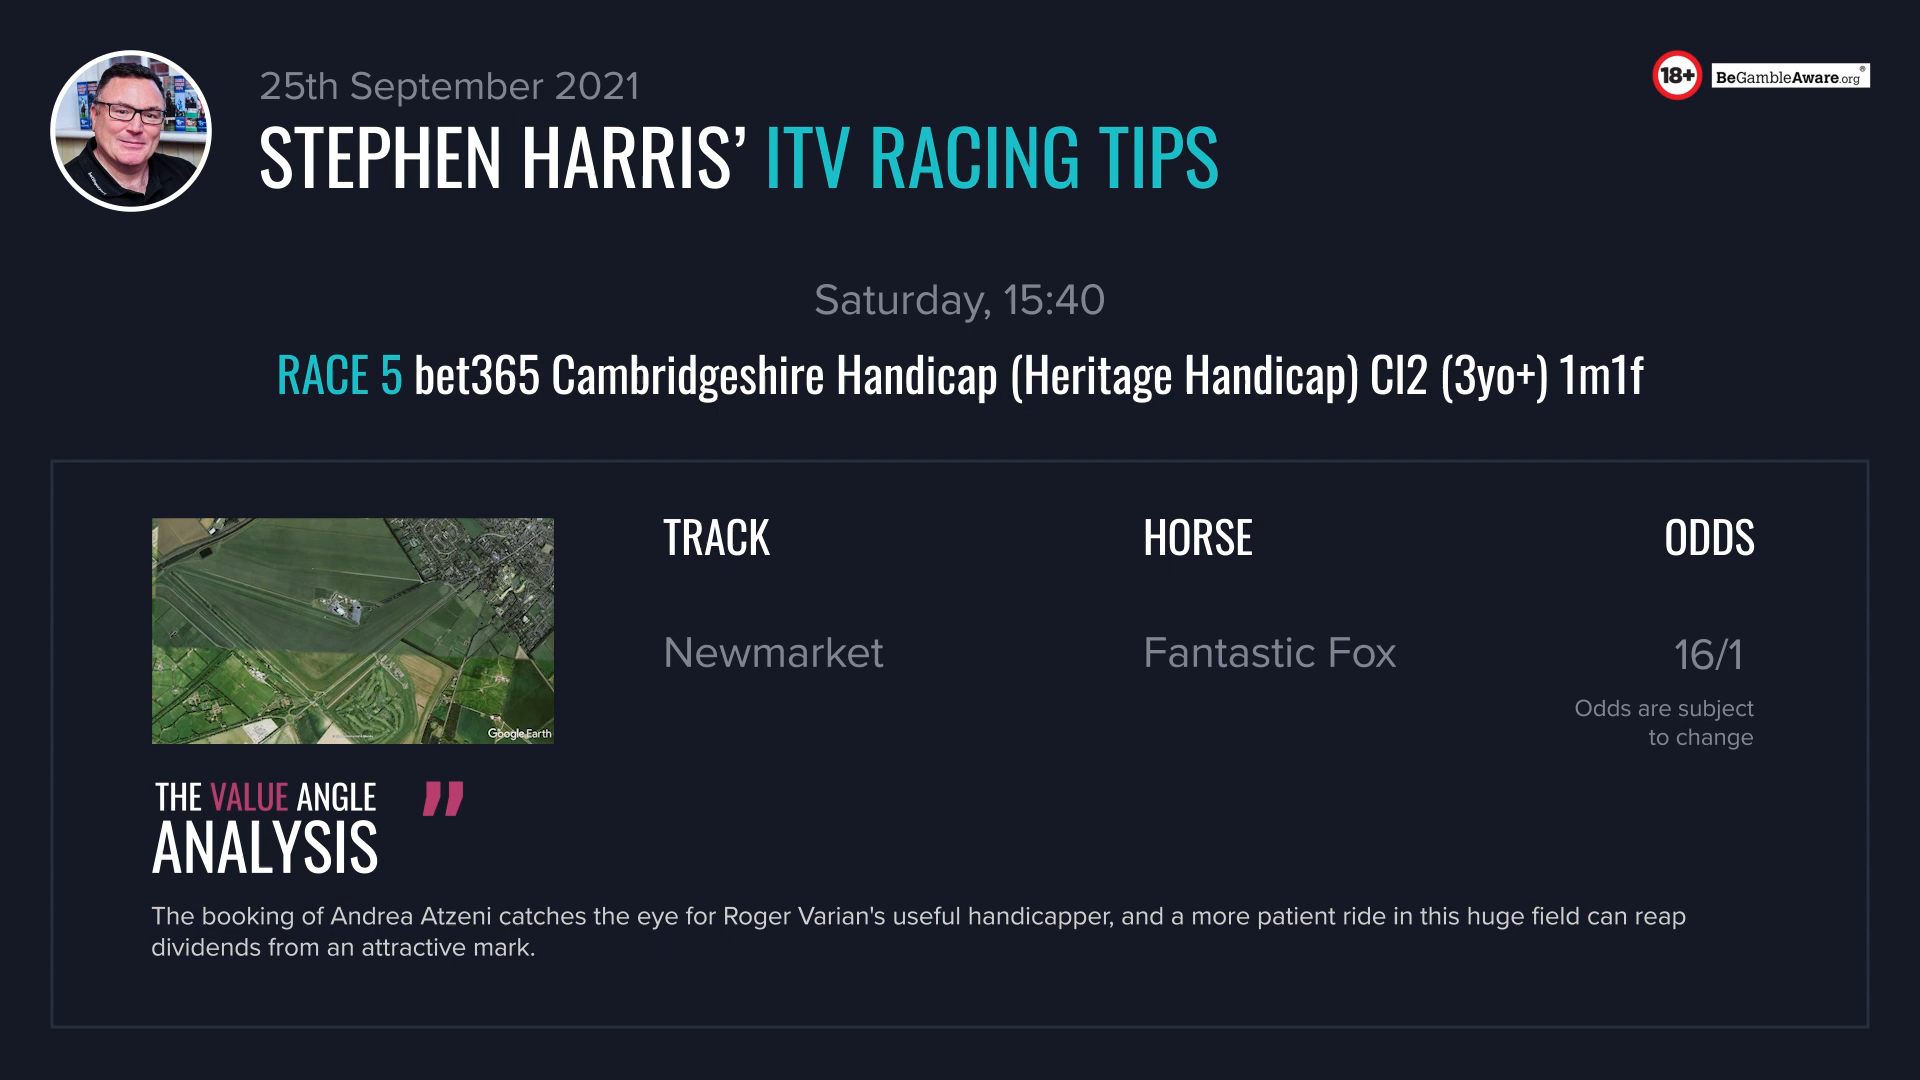 25th September 2021
STEPHEN HARRIS’ ITV RACING TIPS
18+ BeGambleAware.org®
Saturday, 15:40
RACE 5 bet365 Cambridgeshire Handicap (Heritage Handicap) Cl2 (3yo+) 1m1f
TRACK HORSE ODDS
Newmarket Fantastic Fox 16/1
Odds are subject
to change
Google Earth
THE VALUE ANGLE ”
ANALYSIS
The booking of Andrea Atzeni catches the eye for Roger Varian's useful handicapper, and a more patient ride in this huge field can reap
dividends from an attractive mark.